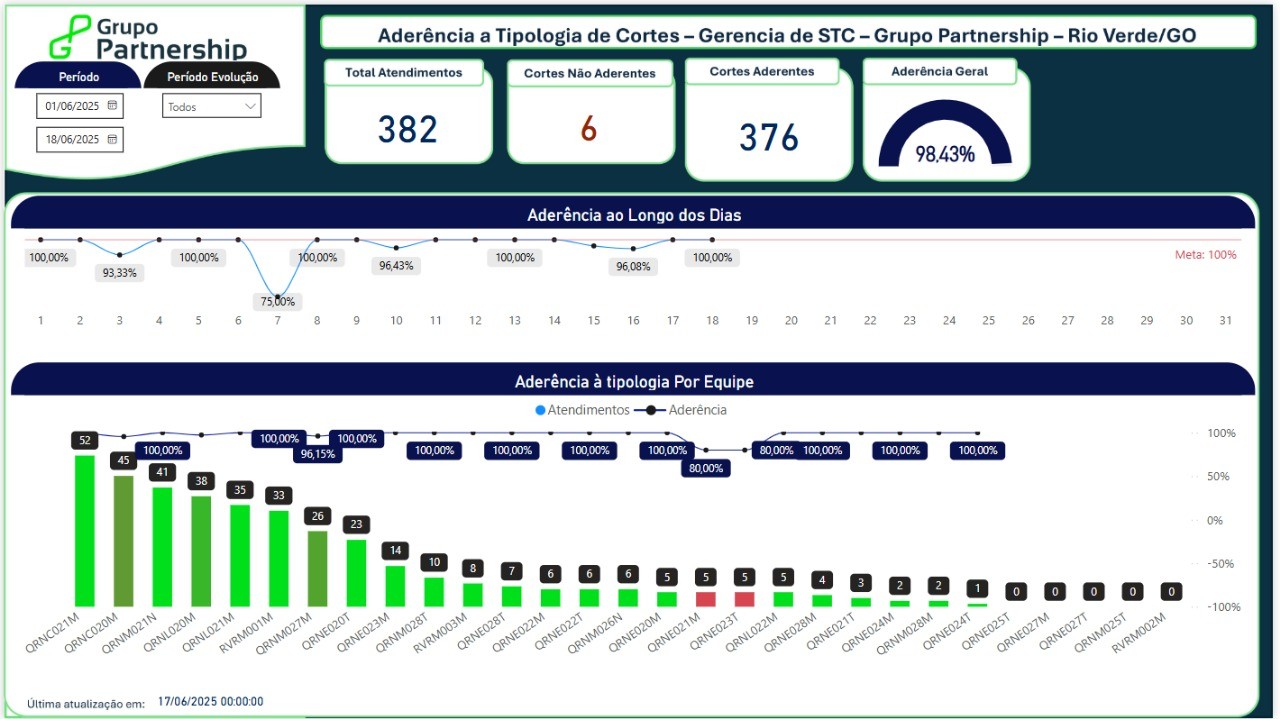 Grupo
Partnership
Aderência a Tipologia de Cortes – Gerencia de STC – Grupo Partnership – Rio Verde/GO
Período
Período Evolução
01/06/2025
Todos
18/06/2025
Total Atendimentos
382
Cortes Não Aderentes
6
Cortes Aderentes
376
Aderência Geral
98,43%
Aderência ao Longo dos Dias
100,00% 93,33% 100,00% 75,00% 100,00% 96,43% 100,00% 96,08% 100,00%
Meta: 100%
1 2 3 4 5 6 7 8 9 10 11 12 13 14 15 16 17 18 19 20 21 22 23 24 25 26 27 28 29 30 31
Aderência à tipologia Por Equipe
Atendimentos Aderência
100,00% 100,00% 96,15% 100,00% 100,00% 100,00% 100,00% 100,00% 80,00% 80,00% 100,00% 100,00% 100,00%
52 45 41 38 35 33 26 23 14 10 8 7 6 6 6 5 5 5 5 4 3 2 2 1 0 0 0 0 0
100%
50%
0%
-50%
-100%
QRNC021M QRNC020M QRNM021N QRNL020M QRNL021M RVRM001M QRNM027M QRNE020T QRNE023M QRNM028T RVRM003M QRNE028T QRNE022M QRNE022T QRNM026N QRNE020M QRNE021M QRNE023T QRNL022M QRNE028M QRNE021T QRNE024M QRNM028M QRNE024T QRNE025T QRNE027M QRNE027T QRNM025T RVRM002M
Última atualização em: 17/06/2025 00:00:00